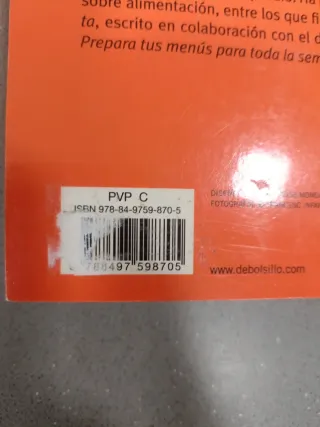 sobre alimentación, entre los que fi
ta, escrito en colaboración con el d
Prepara tus menús para toda la sem
PVP C
ISBN 978-84-9759-870-5
788497 598705
www.debolsillo.com